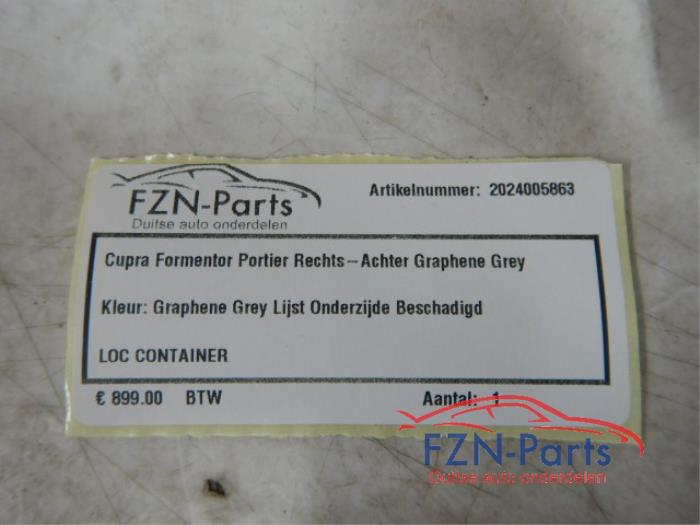 FZN-Parts
Duitse auto onderdelen
Artikelnummer: 2024005863
Cupra Formentor Portier Rechts-Achter Graphene Grey
Kleur: Graphene Grey Lijst Onderzijde Beschadigd
LOC CONTAINER
€ 899.00 BTW Aantal: 1
FZN-Parts
Duitse auto onderdelen